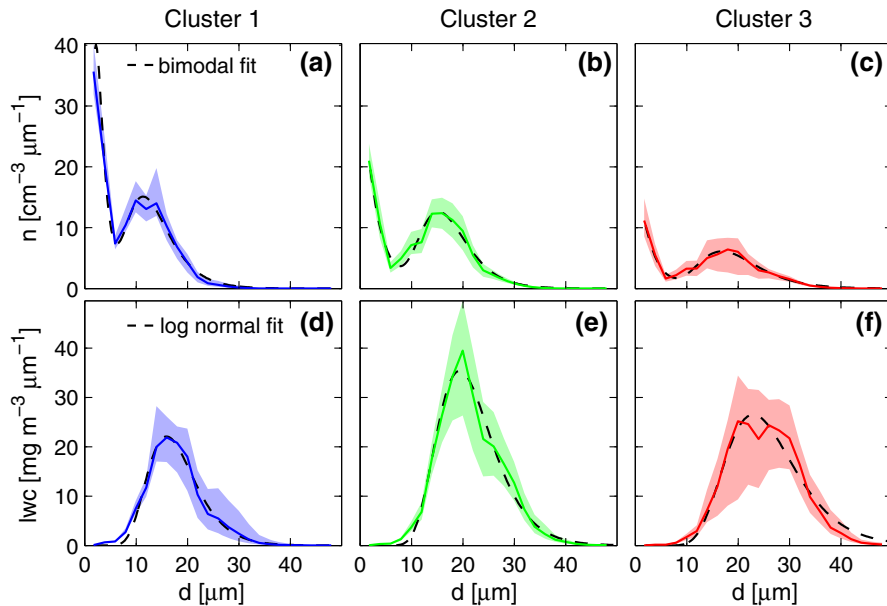 Cluster 1 Cluster 2 Cluster 3
40
30
20
10
0
n [cm⁻³ μm⁻¹]
bimodal fit
(a)
(b)
(c)
40
30
20
10
0
lwc [mg m⁻³ μm⁻¹]
log normal fit
(d)
(e)
(f)
0 10 20 30 40
0 20 40
0 10 20 30 40
d [μm] d [μm] d [μm]